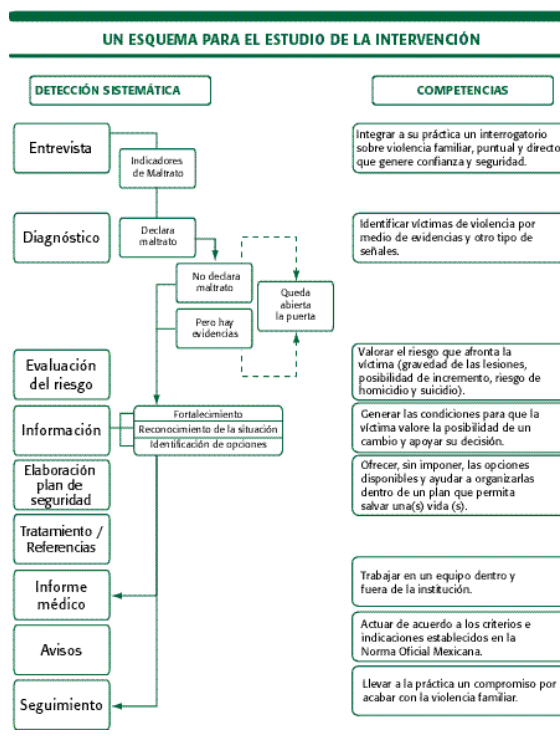 UN ESQUEMA PARA EL ESTUDIO DE LA INTERVENCIÓN
DETECCIÓN SISTEMÁTICA
COMPETENCIAS
Entrevista
Indicadores
de Maltrato
Integrar a su práctica un interrogatorio
sobre violencia familiar, puntual y directo
que genere confianza y seguridad.
Diagnóstico
Declara
maltrato
No declara
maltrato
Pero hay
evidencias
Queda
abierta
la puerta
Identificar víctimas de violencia por
medio de evidencias y otro tipo de
señales.
Evaluación
del riesgo
Valorar el riesgo que afronta la
víctima (gravedad de las lesiones,
posibilidad de incremento, riesgo de
homicidio y suicidio).
Información
Fortalecimiento
Reconocimiento de la situación
Identificación de opciones
Generar las condiciones para que la
víctima valore la posibilidad de un
cambio y apoyar su decisión.
Elaboración
plan de
seguridad
Ofrecer, sin imponer, las opciones
disponibles y ayudar a organizarlas
dentro de un plan que permita
salvar una(s) vida (s).
Tratamiento /
Referencias
Informe
médico
Trabajar en un equipo dentro y
fuera de la institución.
Avisos
Actuar de acuerdo a los criterios e
indicaciones establecidos en la
Norma Oficial Mexicana.
Seguimiento
Llevar a la práctica un compromiso por
acabar con la violencia familiar.